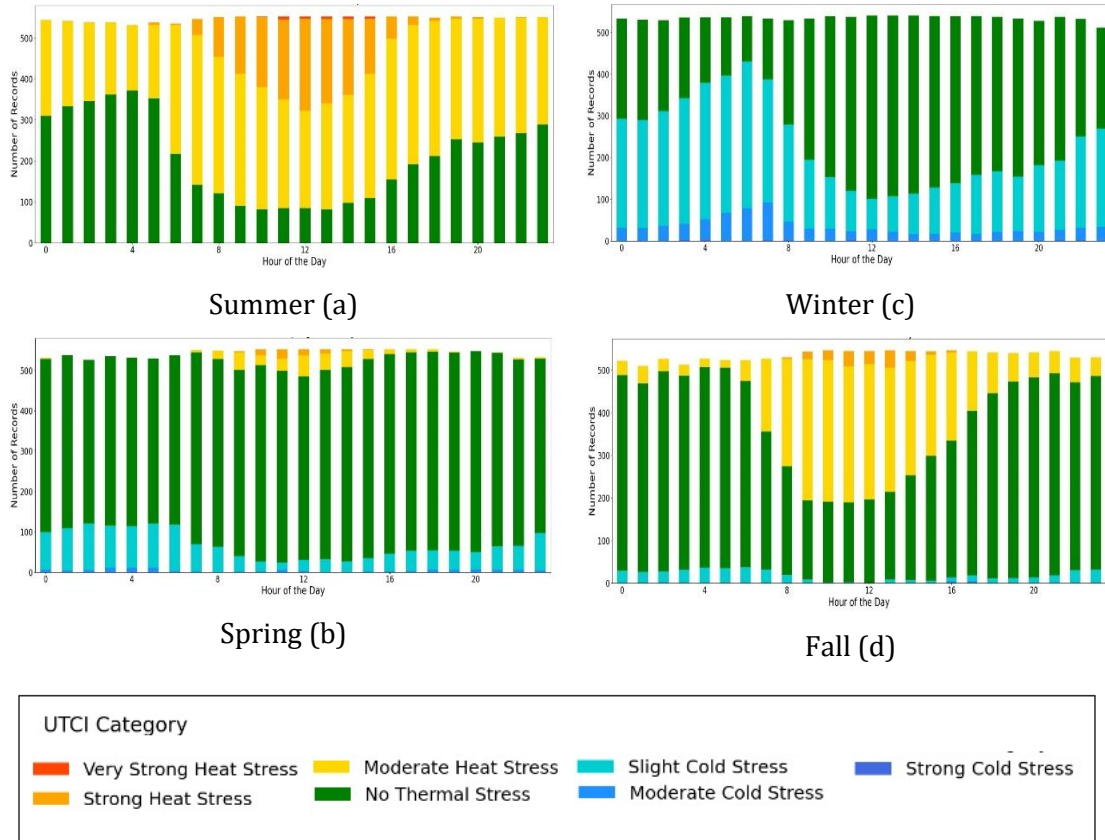 Number of Records
500
400
300
200
100
0
0 4 8 12 16 20
Hour of the Day
Summer (a)
Number of Records
500
400
300
200
100
0
0 4 8 12 16 20
Hour of the Day
Winter (c)
Number of Records
500
400
300
200
100
0
0 4 8 12 16 20
Hour of the Day
Spring (b)
Number of Records
500
400
300
200
100
0
0 4 8 12 16 20
Hour of the Day
Fall (d)
UTCI Category
Very Strong Heat Stress Moderate Heat Stress Slight Cold Stress Strong Cold Stress
Strong Heat Stress No Thermal Stress Moderate Cold Stress